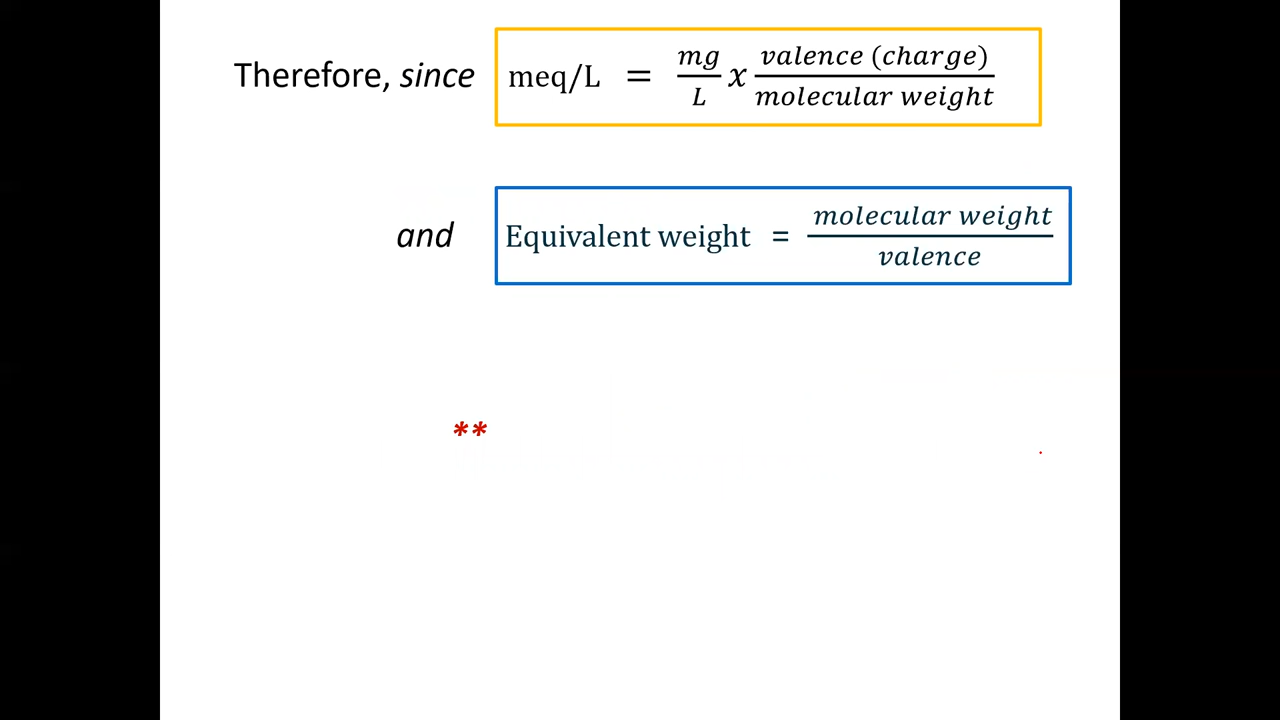 Therefore, since meq/L = mg/L x valence (charge)/molecular weight
and Equivalent weight = molecular weight/valence
**